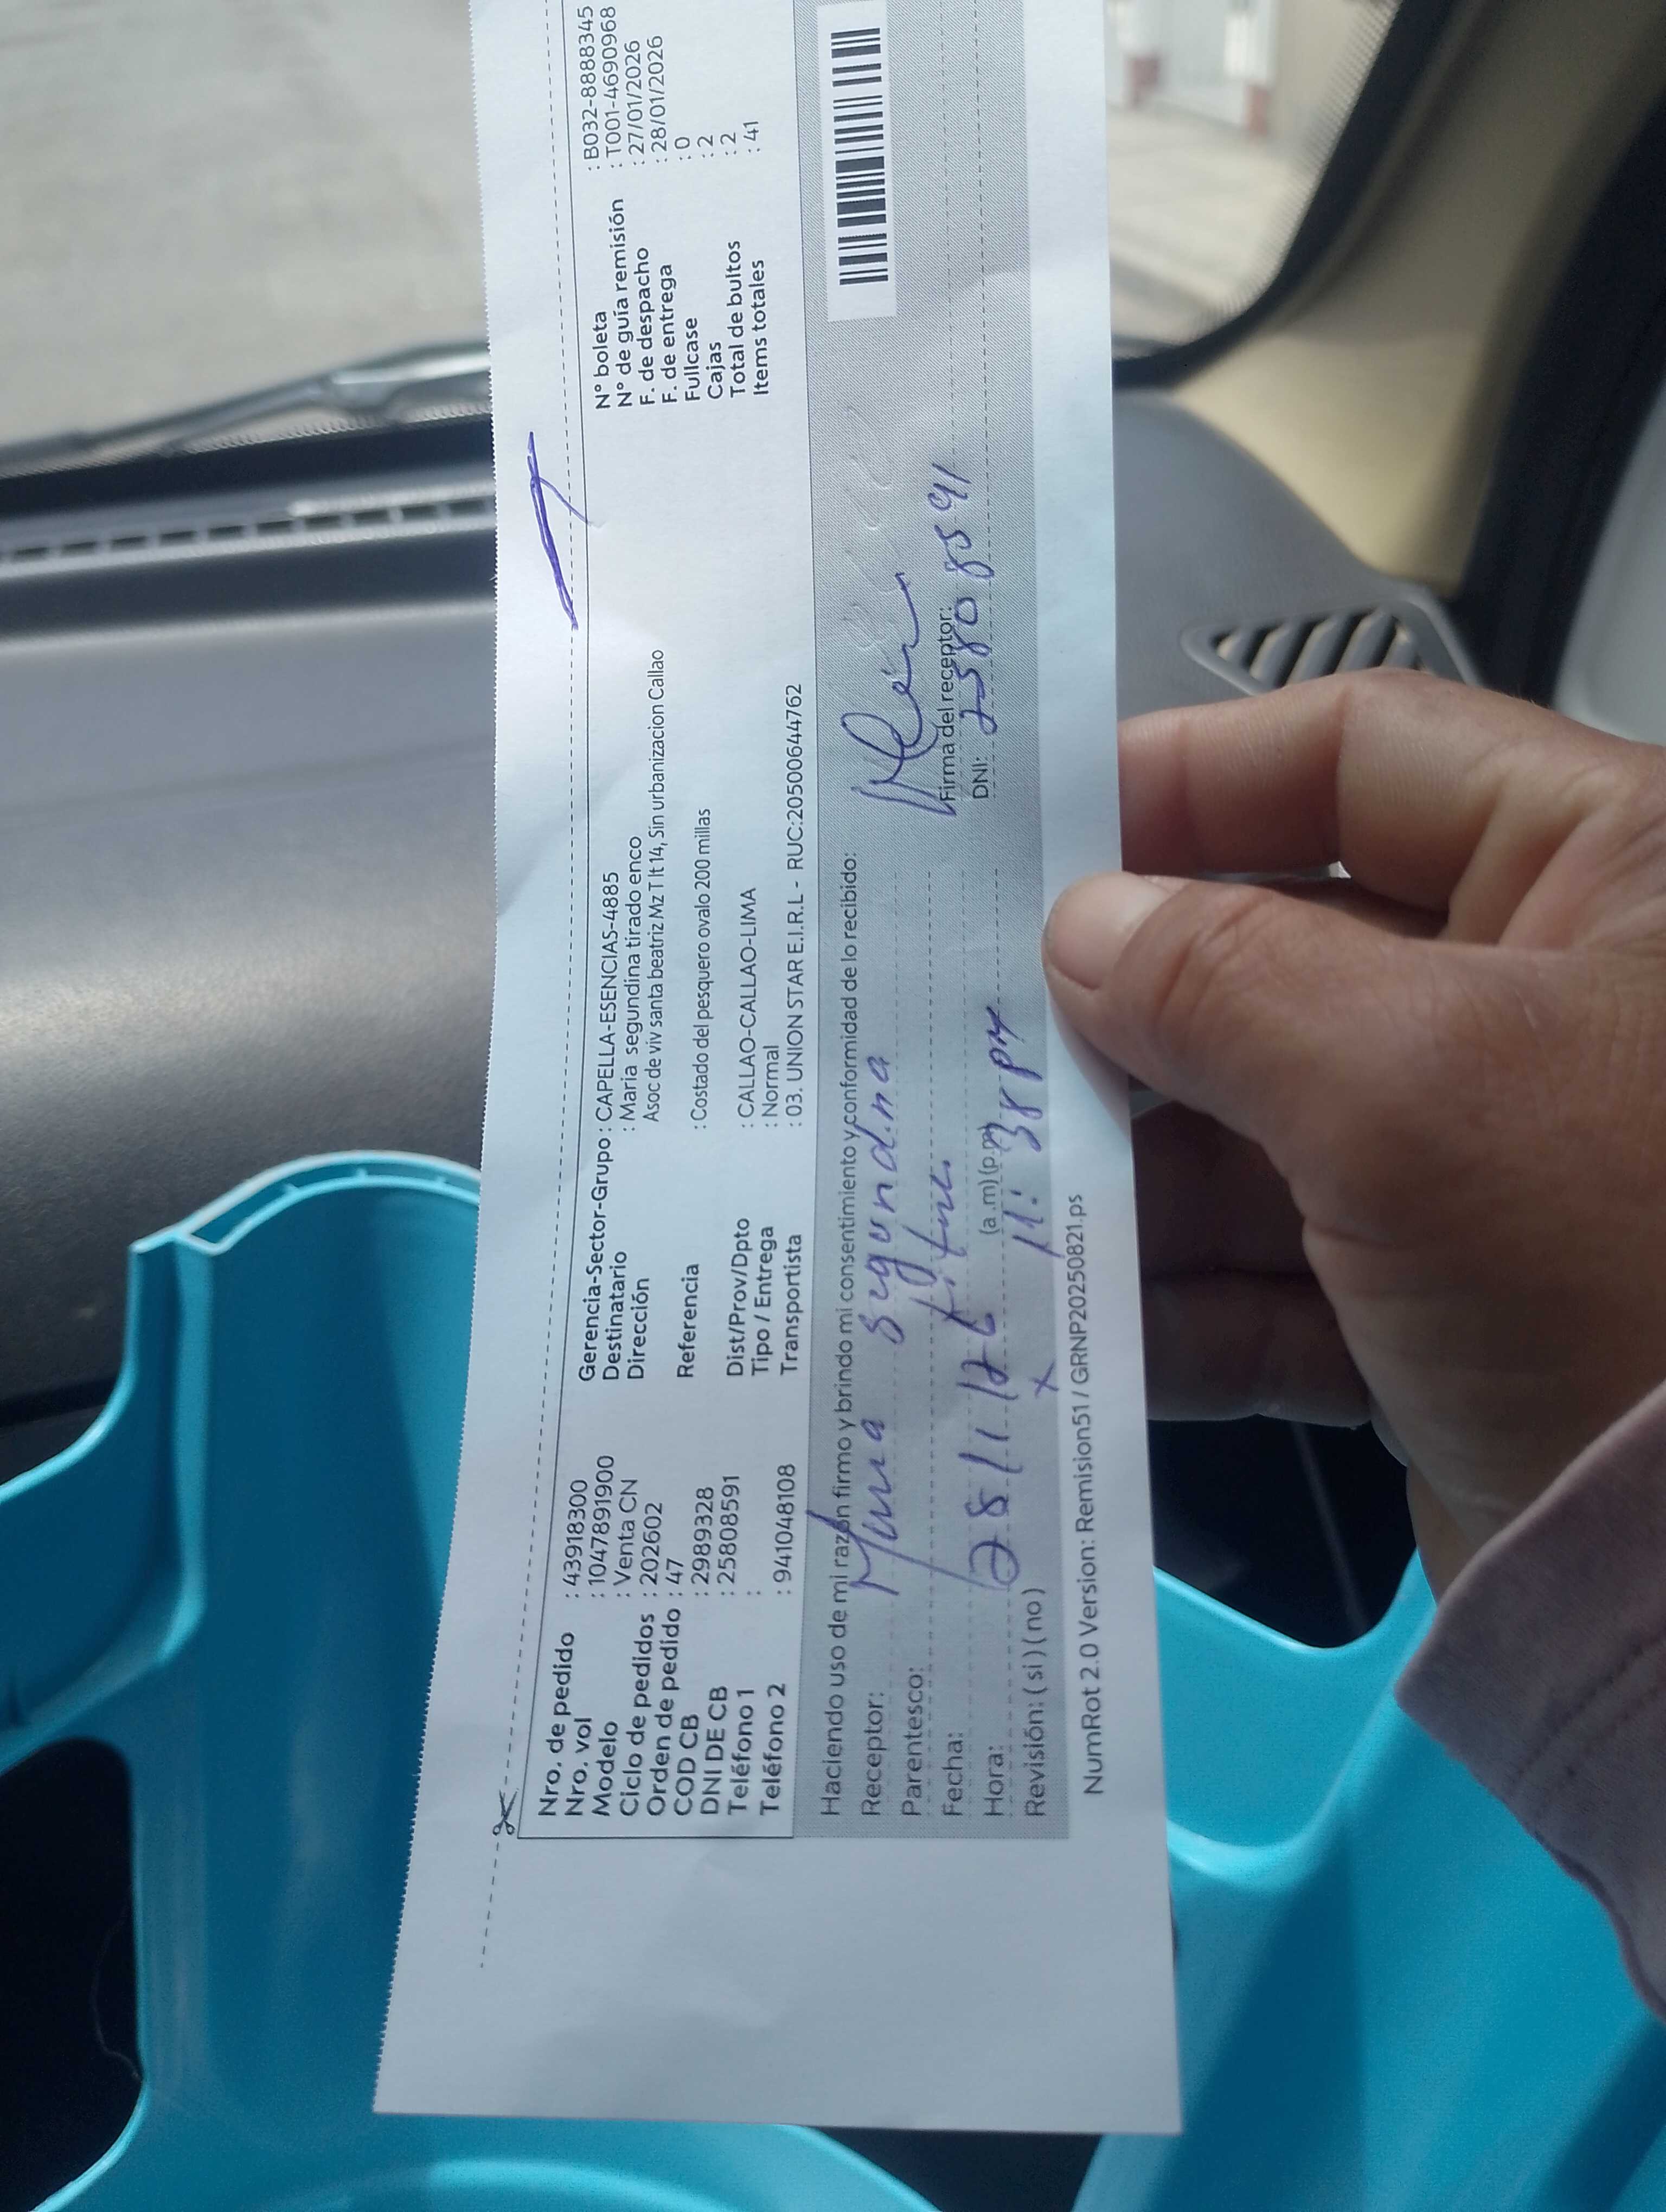 Nro. de pedido : 43918300
Nro. vol : 1047891900
Modelo : Venta CN
Ciclo de pedidos : 202602
Orden de pedido : 47
COD CB : 2989328
DNI DE CB : 25808591
Teléfono 1 :
Teléfono 2 : 941048108
Gerencia-Sector-Grupo : CAPELLA-ESENCIAS-4885
Destinatario : Maria segundina tirado enco
Dirección Asoc de viv santa beatriz Mz T lt 14, Sin urbanizacion Callao
Referencia : Costado del pesquero ovalo 200 millas
Dist/Prov/Dpto : CALLAO-CALLAO-LIMA
Tipo / Entrega : Normal
Transportista : 03. UNION STAR E.I.R.L - RUC:20500644762
N° boleta : B032-8888345
N° de guía remisión : T001-4690968
F. de despacho : 27/01/2026
F. de entrega : 28/01/2026
Fullcase : 0
Cajas : 2
Total de bultos : 2
Items totales : 41
Haciendo uso de mi razón firmo y brindo mi consentimiento y conformidad de lo recibido:
Receptor: segundina
Parentesco:
Fecha: 28/1/26
Hora: (a.m)(p.m)
11:38 pm
Revisión: ( si ) ( no ) x
Firma del receptor:
DNI: 25808591
NumRot 2.0 Version: Remision51 / GRNP20250821.ps